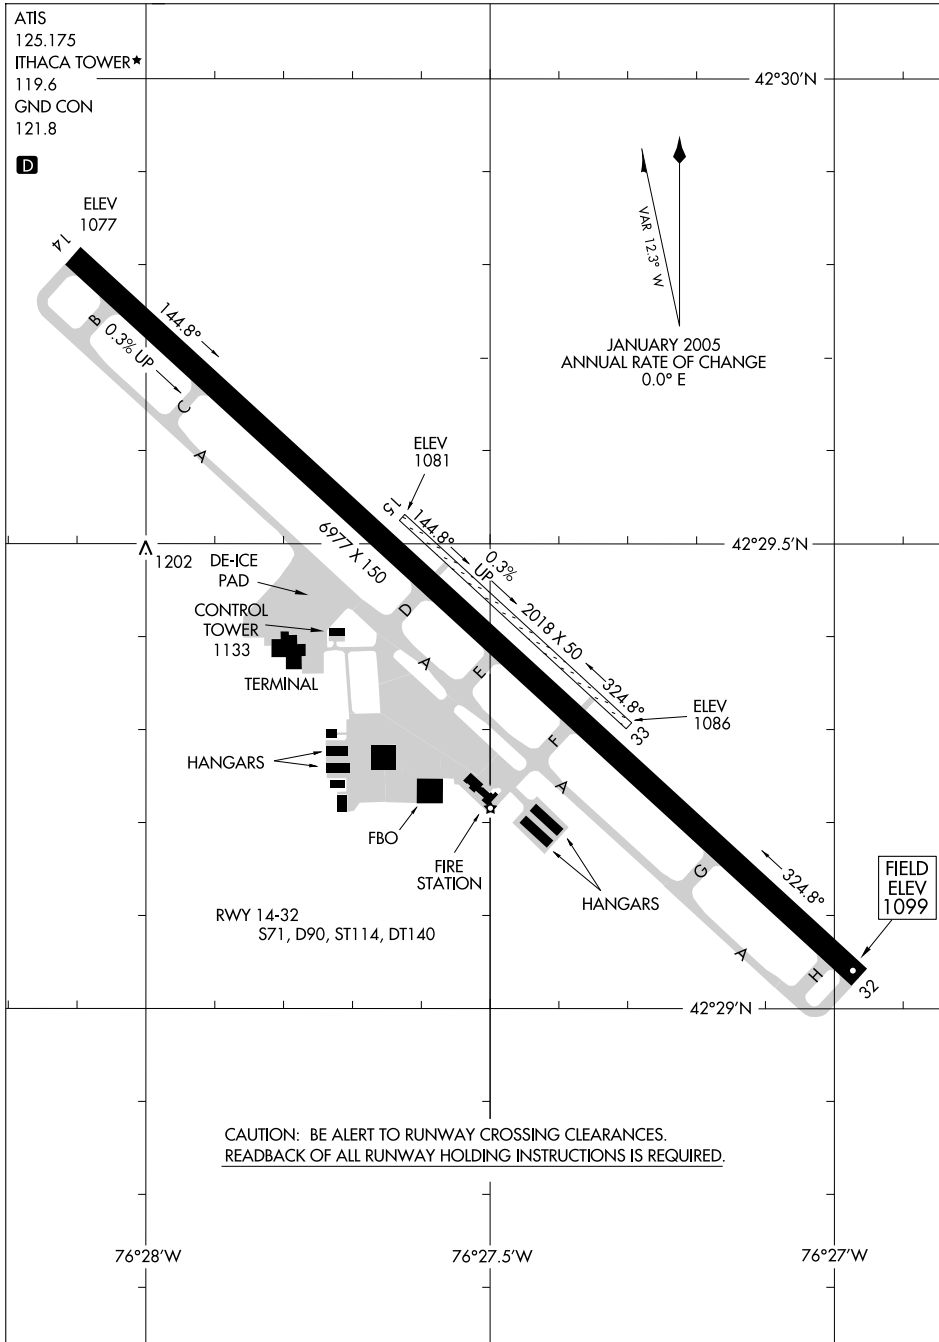 ATIS
125.175
ITHACA TOWER★
119.6
GND CON
121.8
D
42°30'N
ELEV
1077
14
VAR 12.3° W
JANUARY 2005
ANNUAL RATE OF CHANGE
0.0° E
144.8°
B
0.3% UP
C
A
ELEV
1081
15
144.8°
0.3%
UP
42°29.5'N
6977 X 150
2018 X 50
1202
DE-ICE
PAD
CONTROL
TOWER
1133
TERMINAL
D
A
E
324.8°
ELEV
1086
33
F
A
HANGARS
FBO
FIRE
STATION
HANGARS
G
324.8°
FIELD
ELEV
1099
RWY 14-32
S71, D90, ST114, DT140
A
H
32
42°29'N
CAUTION: BE ALERT TO RUNWAY CROSSING CLEARANCES.
READBACK OF ALL RUNWAY HOLDING INSTRUCTIONS IS REQUIRED.
76°28'W
76°27.5'W
76°27'W